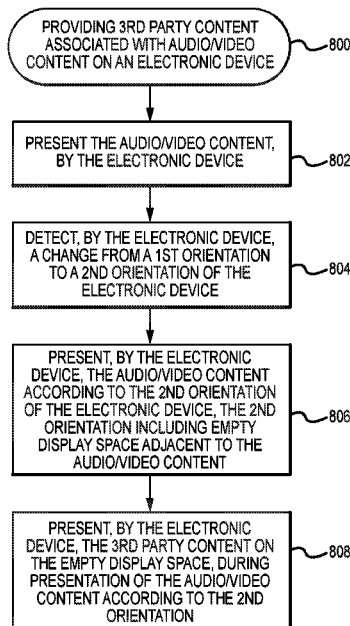 PROVIDING 3RD PARTY CONTENT
ASSOCIATED WITH AUDIO/VIDEO
CONTENT ON AN ELECTRONIC DEVICE
800
PRESENT THE AUDIO/VIDEO CONTENT,
BY THE ELECTRONIC DEVICE
802
DETECT, BY THE ELECTRONIC DEVICE,
A CHANGE FROM A 1ST ORIENTATION
TO A 2ND ORIENTATION OF THE
ELECTRONIC DEVICE
804
PRESENT, BY THE ELECTRONIC
DEVICE, THE AUDIO/VIDEO CONTENT
ACCORDING TO THE 2ND ORIENTATION
OF THE ELECTRONIC DEVICE, THE 2ND
ORIENTATION INCLUDING EMPTY
DISPLAY SPACE ADJACENT TO THE
AUDIO/VIDEO CONTENT
806
PRESENT, BY THE ELECTRONIC
DEVICE, THE 3RD PARTY CONTENT ON
THE EMPTY DISPLAY SPACE, DURING
PRESENTATION OF THE AUDIO/VIDEO
CONTENT ACCORDING TO THE 2ND
ORIENTATION
808